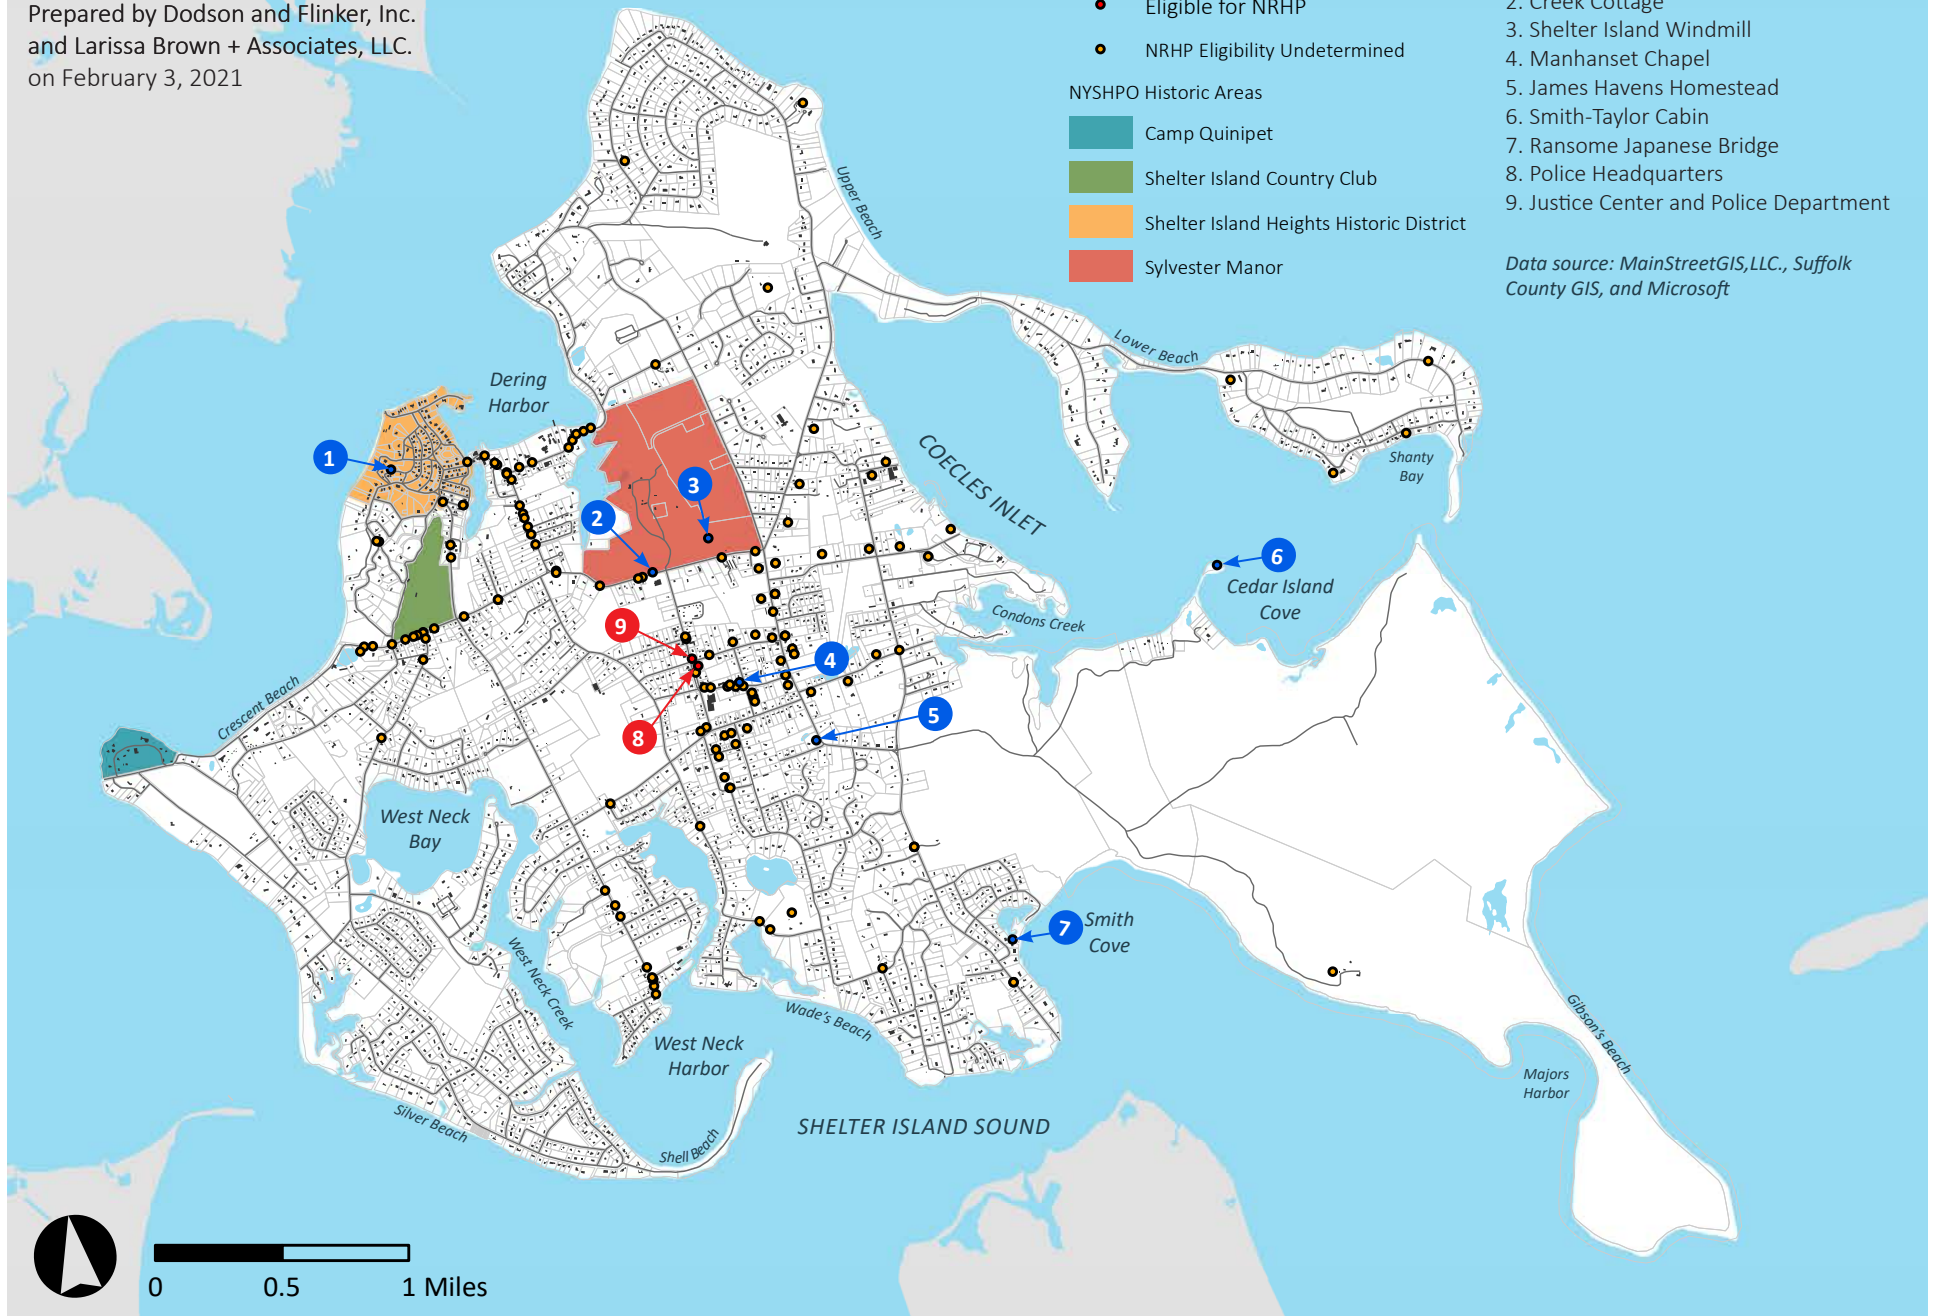 Prepared by Dodson and Flinker, Inc.
and Larissa Brown + Associates, LLC.
on February 3, 2021
Eligible for NRHP
NRHP Eligibility Undetermined
NYSHPO Historic Areas
Camp Quinipet
Shelter Island Country Club
Shelter Island Heights Historic District
Sylvester Manor
2. Creek Cottage
3. Shelter Island Windmill
4. Manhanset Chapel
5. James Havens Homestead
6. Smith-Taylor Cabin
7. Ransome Japanese Bridge
8. Police Headquarters
9. Justice Center and Police Department
Data source: MainStreetGIS,LLC., Suffolk
County GIS, and Microsoft
Upper Beach
Lower Beach
Dering
Harbor
Shanty
Bay
COECLES INLET
1
2
3
4
5
6
7
8
9
Cedar Island
Cove
Condons Creek
Crescent Beach
West Neck
Bay
West Neck Creek
Smith
Cove
Wade's Beach
West Neck
Harbor
Gibson's Beach
Majors
Harbor
Silver Beach
Shell Beach
SHELTER ISLAND SOUND
0
0.5
1 Miles